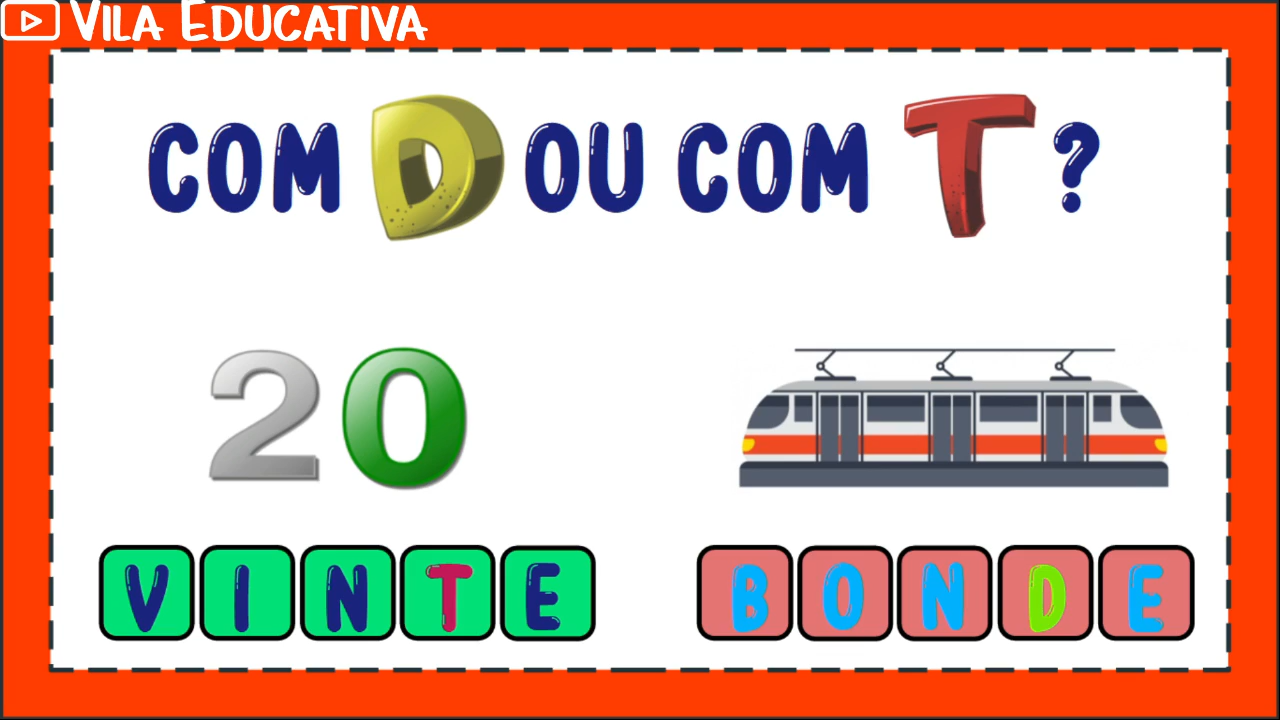 VILA EDUCATIVA
COM D OU COM T ?
20
VINTE
BONDE